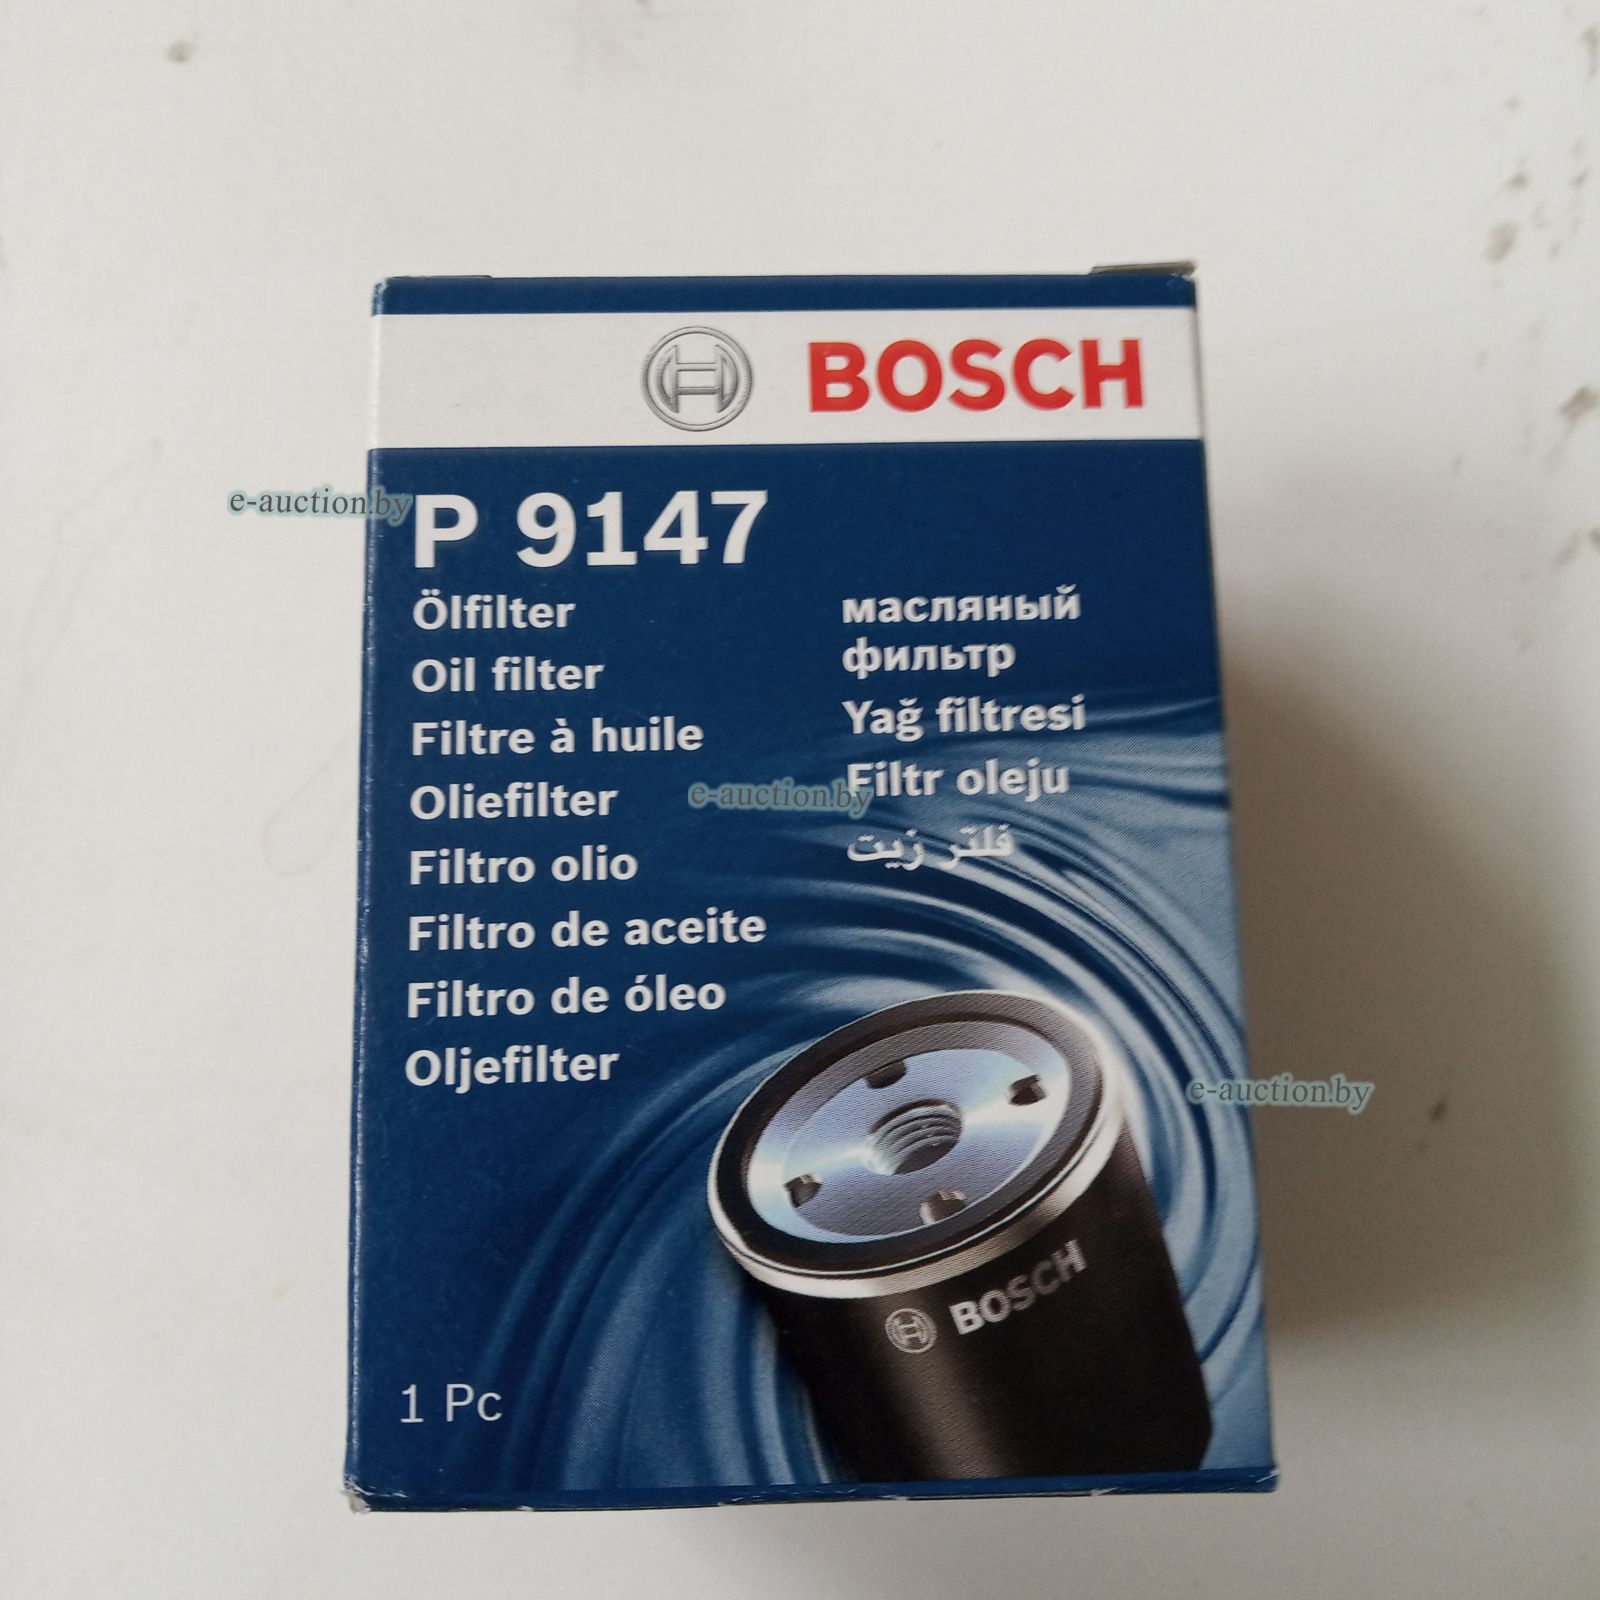 BOSCH
P 9147
Ölfilter
Oil filter
Filtre à huile
Oliefilter
Filtro olio
Filtro de aceite
Filtro de óleo
Oljefilter
масляный
фильтр
Yağ filtresi
Filtr oleju
فلتر زيت
BOSCH
1 Pc
e-auction.by
e-auction.by
e-auction.by